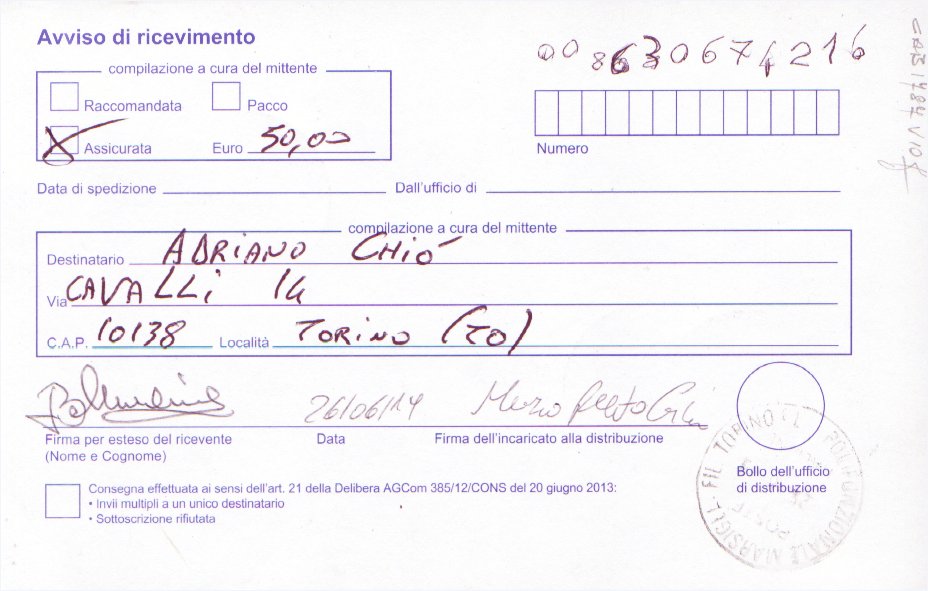 Avviso di ricevimento
00 8630674216
compilazione a cura del mittente
Raccomandata
Pacco
Assicurata
Euro 50,00
Numero
Data di spedizione
Dall'ufficio di
compilazione a cura del mittente
Destinatario ADRIANO CHIÓ
Via CAVALLi 14
C.A.P. 10138 Località TORiNO (TO)
26/06/14
Firma per esteso del ricevente
(Nome e Cognome)
Data
Firma dell'incaricato alla distribuzione
Bollo dell'ufficio
di distribuzione
Consegna effettuata ai sensi dell'art. 21 della Delibera AGCom 385/12/CONS del 20 giugno 2013:
• Invii multipli a un unico destinatario
• Sottoscrizione rifiutata